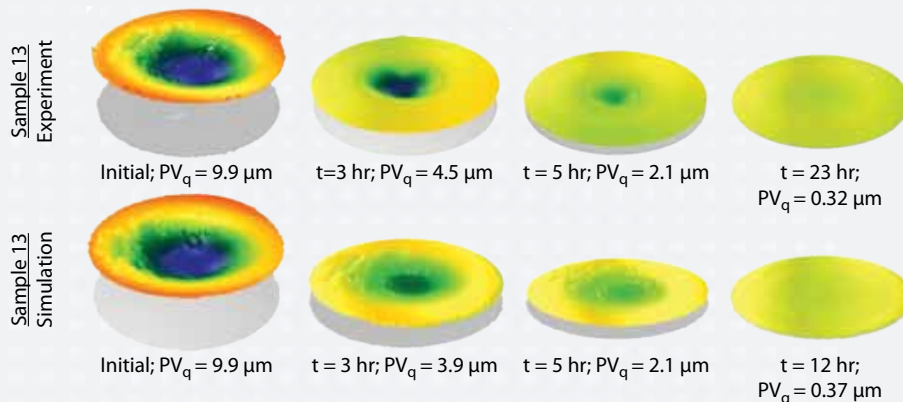 Sample 13
Experiment
Initial; PVq = 9.9 µm
t=3 hr; PVq = 4.5 µm
t = 5 hr; PVq = 2.1 µm
t = 23 hr;
PVq = 0.32 µm
Sample 13
Simulation
Initial; PVq = 9.9 µm
t = 3 hr; PVq = 3.9 µm
t = 5 hr; PVq = 2.1 µm
t = 12 hr;
PVq = 0.37 µm